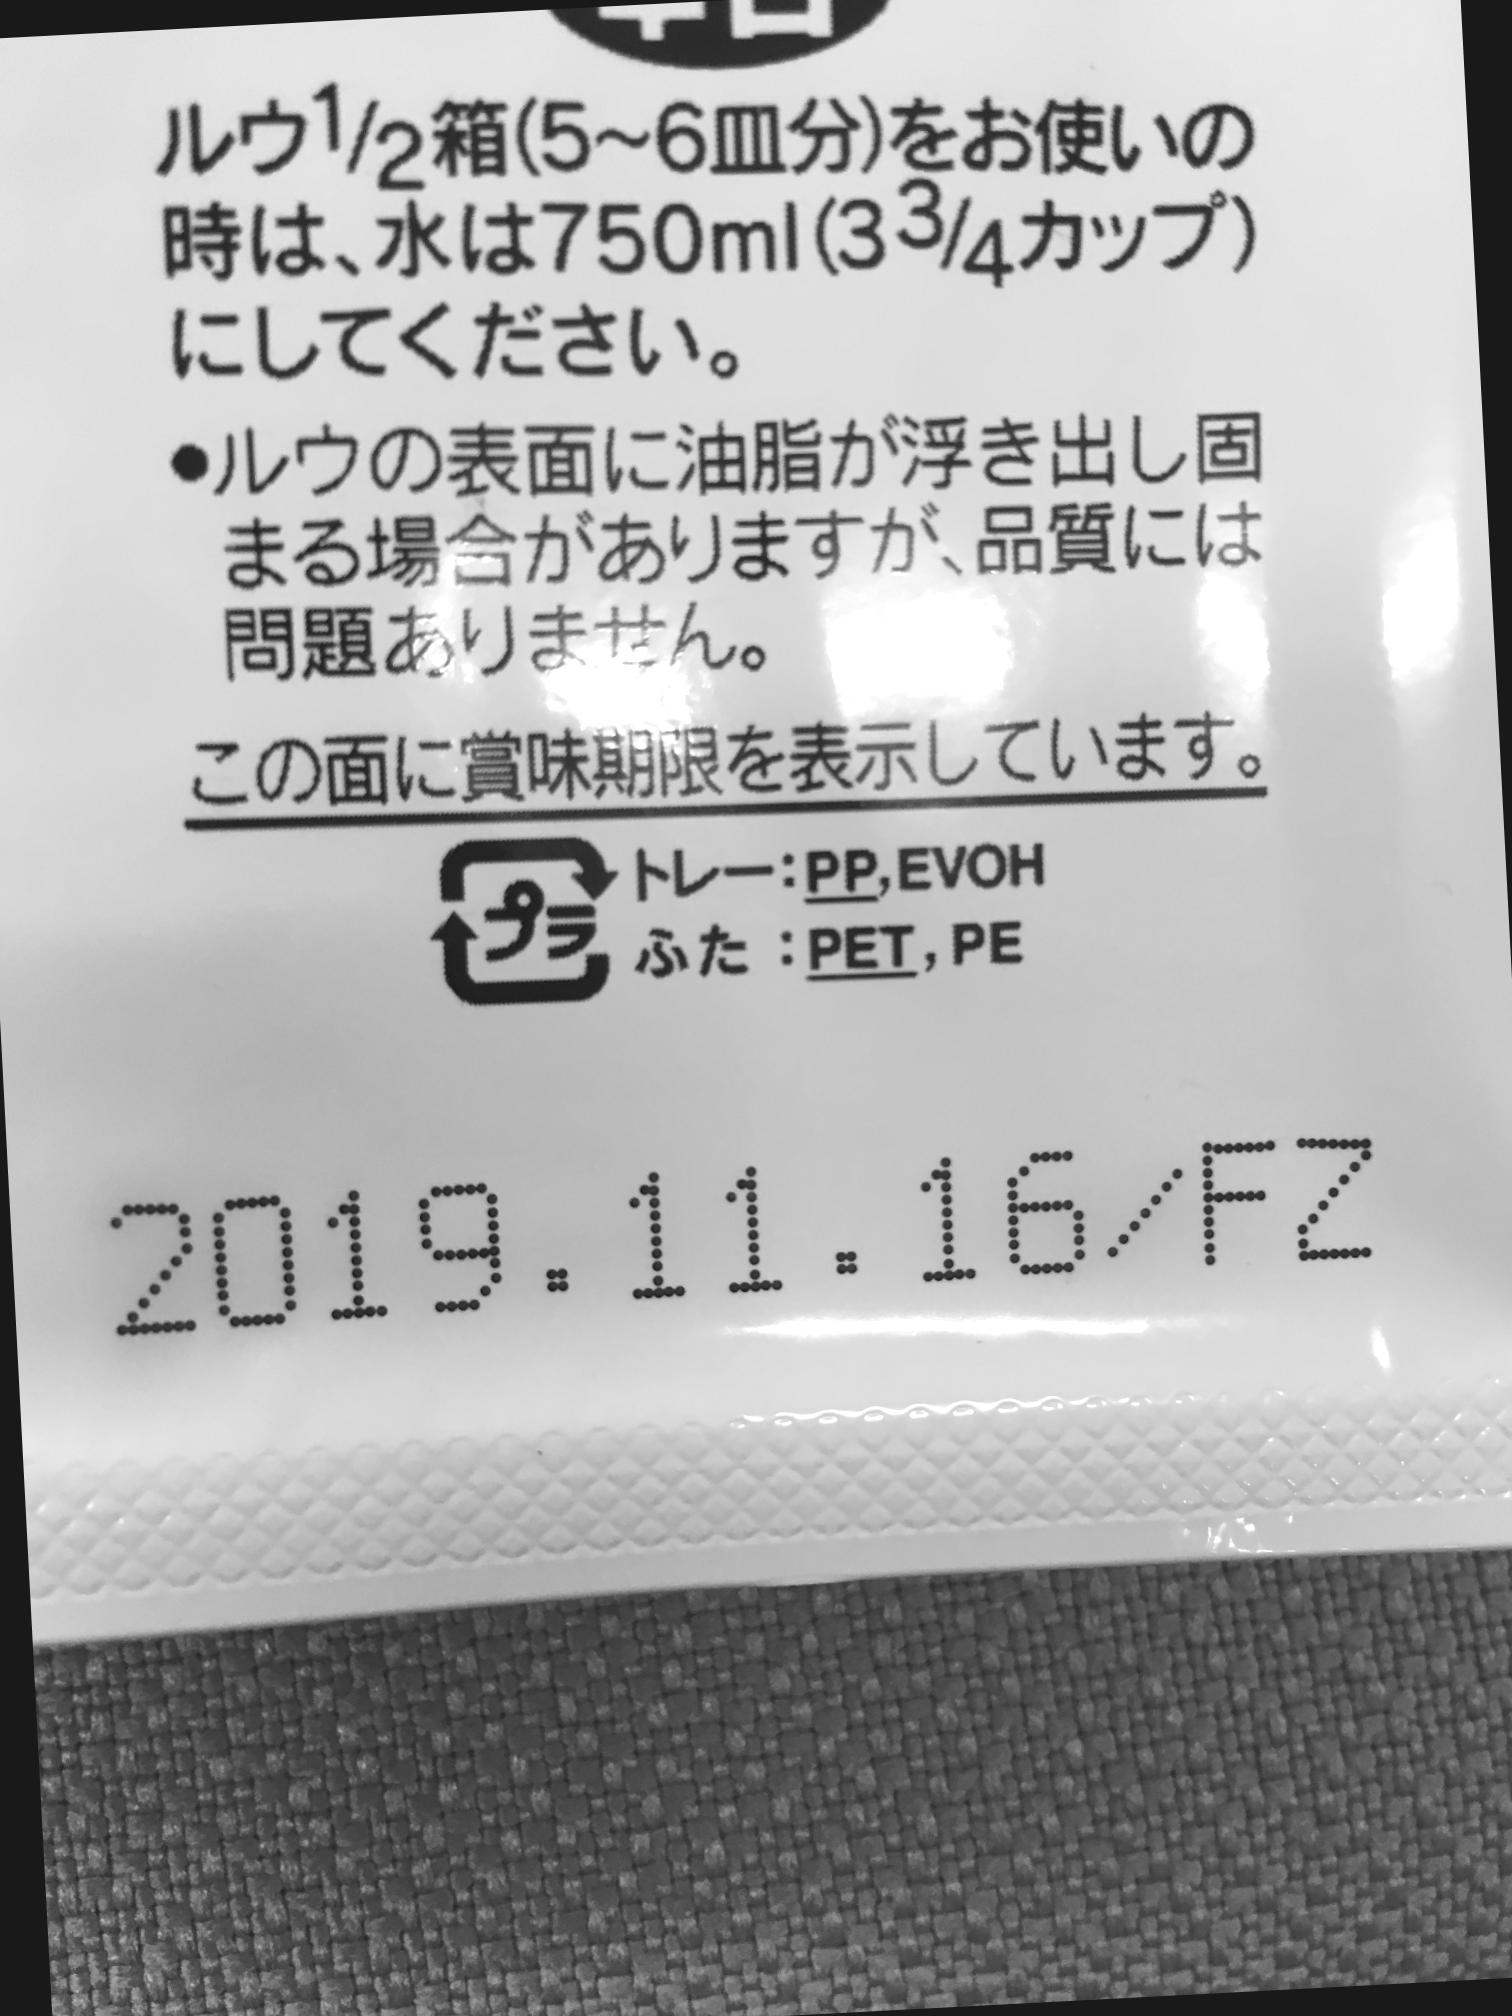 ルウ1/2箱(5~6皿分)をお使いの
時は、水は750ml(3 3/4カップ)
にしてください。
●ルウの表面に油脂が浮き出し固
まる場合がありますが、品質には
問題ありません。
この面に賞味期限を表示しています。
プラ
トレー:PP,EVOH
ふた:PET,PE
2019.11.16/FZ